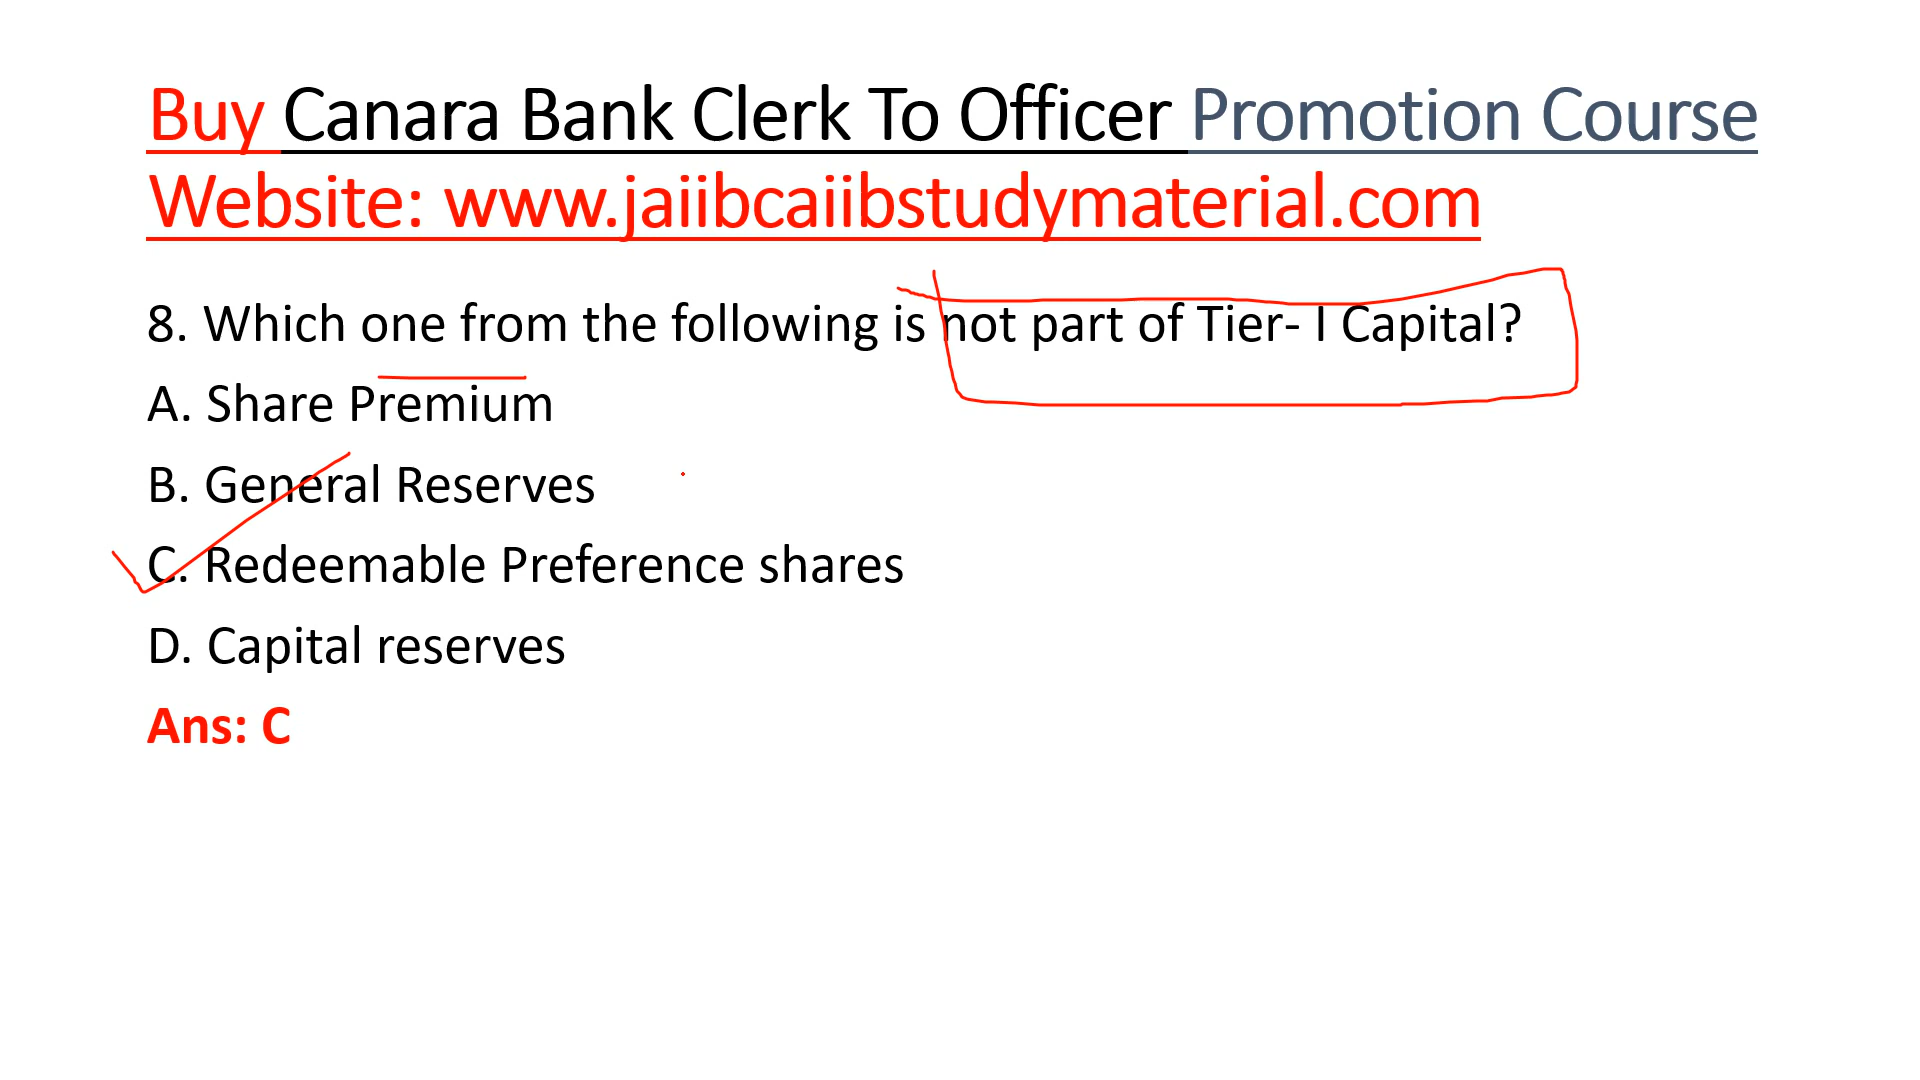 Buy Canara Bank Clerk To Officer Promotion Course
Website: www.jaiibcaiibstudymaterial.com
8. Which one from the following is not part of Tier- I Capital?
A. Share Premium
B. General Reserves
C. Redeemable Preference shares
D. Capital reserves
Ans: C